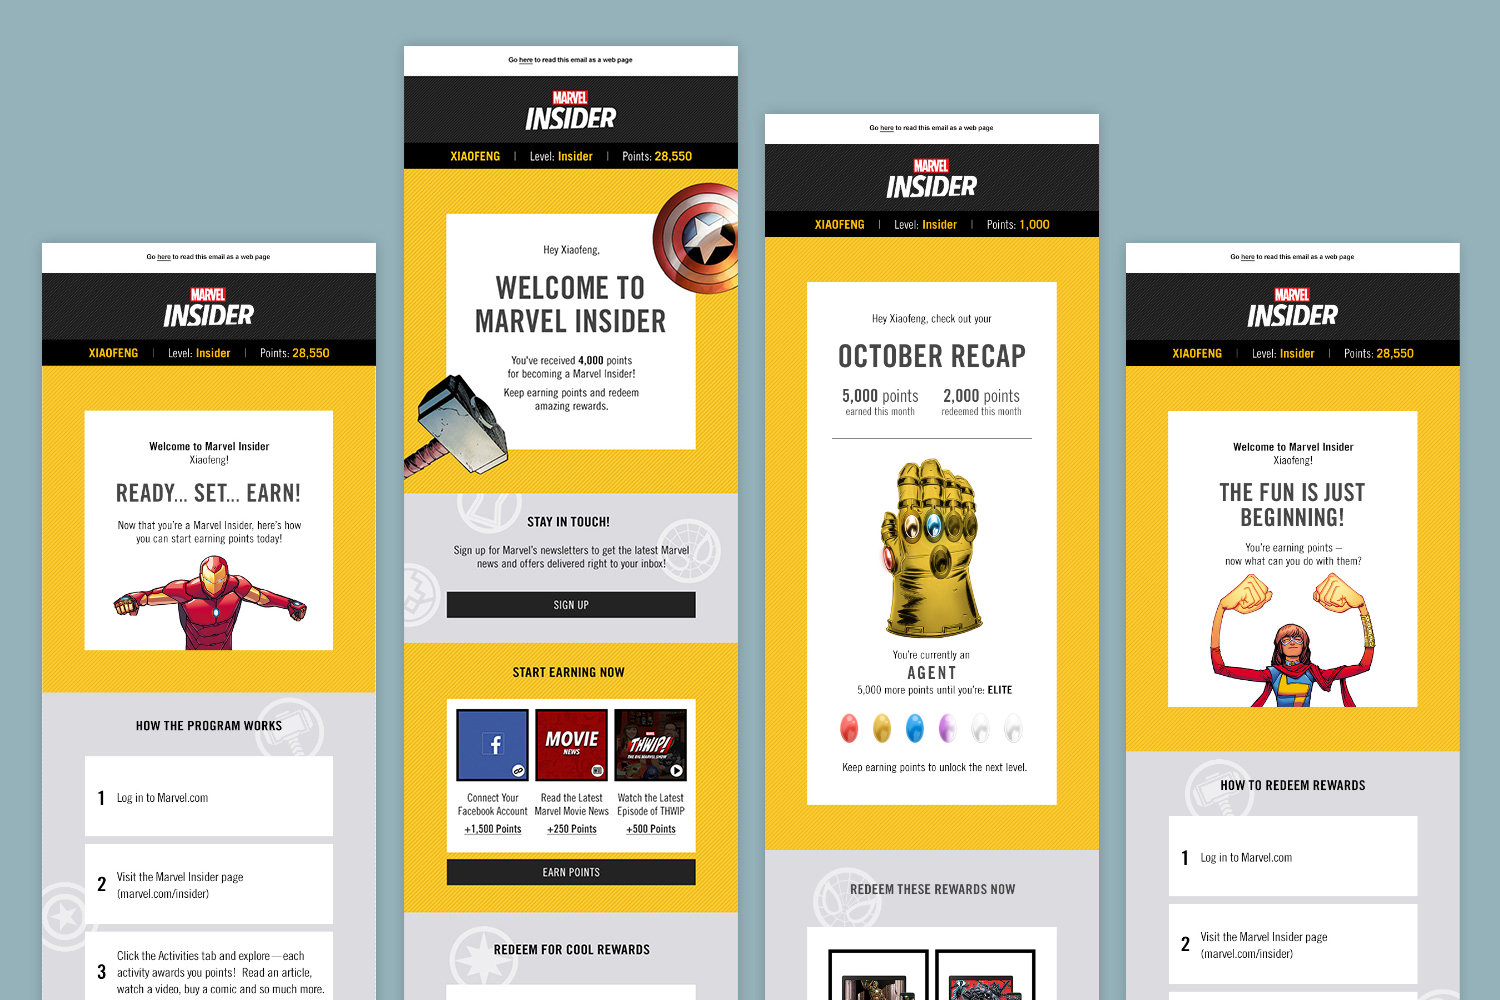 Go here to read this email as a web page
MARVEL
INSIDER
XIAOFENG | Level: Insider | Points: 28,550
Welcome to Marvel Insider
Xiaofeng!
READY... SET... EARN!
Now that you're a Marvel Insider, here's how
you can start earning points today!
HOW THE PROGRAM WORKS
1 Log in to Marvel.com
2 Visit the Marvel Insider page
(marvel.com/insider)
3 Click the Activities tab and explore — each
activity awards you points! Read an article,
watch a video, buy a comic and so much more.
Go here to read this email as a web page
MARVEL
INSIDER
XIAOFENG | Level: Insider | Points: 28,550
Hey Xiaofeng,
WELCOME TO
MARVEL INSIDER
You've received 4,000 points
for becoming a Marvel Insider!
Keep earning points and redeem
amazing rewards.
STAY IN TOUCH!
Sign up for Marvel's newsletters to get the latest Marvel
news and offers delivered right to your inbox!
SIGN UP
START EARNING NOW
f
MOVIE
NEWS
MARVEL
THWIP!
THE BIG MARVEL SHOW
Connect Your
Facebook Account
+1,500 Points
Read the Latest
Marvel Movie News
+250 Points
Watch the Latest
Episode of THWIP
+500 Points
EARN POINTS
REDEEM FOR COOL REWARDS
Go here to read this email as a web page
MARVEL
INSIDER
XIAOFENG | Level: Insider | Points: 1,000
Hey Xiaofeng, check out your
OCTOBER RECAP
5,000 points
earned this month
2,000 points
redeemed this month
You're currently an
AGENT
5,000 more points until you're: ELITE
Keep earning points to unlock the next level.
REDEEM THESE REWARDS NOW
Go here to read this email as a web page
MARVEL
INSIDER
XIAOFENG | Level: Insider | Points: 28,550
Welcome to Marvel Insider
Xiaofeng!
THE FUN IS JUST
BEGINNING!
You're earning points —
now what can you do with them?
HOW TO REDEEM REWARDS
1 Log in to Marvel.com
2 Visit the Marvel Insider page
(marvel.com/insider)